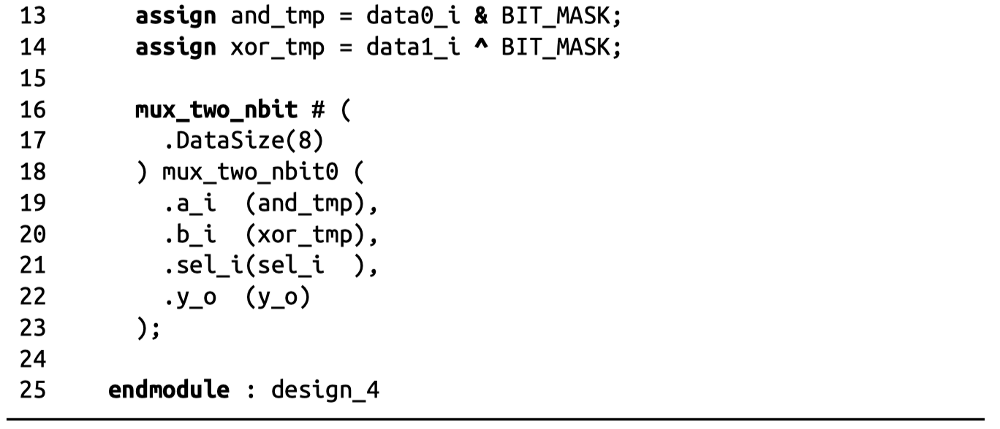 13 assign and_tmp = data0_i & BIT_MASK;
14 assign xor_tmp = data1_i ^ BIT_MASK;
15
16 mux_two_nbit # (
17 .DataSize(8)
18 ) mux_two_nbit0 (
19 .a_i  (and_tmp),
20 .b_i  (xor_tmp),
21 .sel_i(sel_i  ),
22 .y_o  (y_o)
23 );
24
25 endmodule : design_4